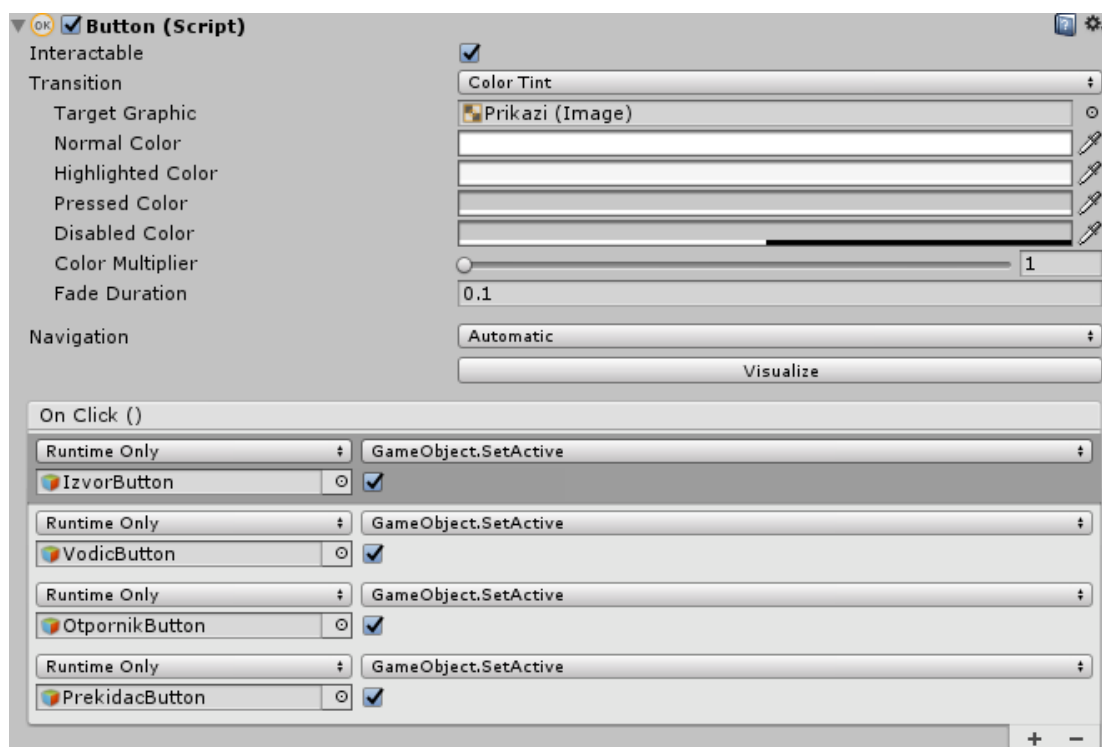 OK Button (Script)
Interactable
Transition Color Tint
Target Graphic Prikazi (Image)
Normal Color
Highlighted Color
Pressed Color
Disabled Color
Color Multiplier 1
Fade Duration 0.1
Navigation Automatic
Visualize
On Click ()
Runtime Only GameObject.SetActive
IzvorButton
Runtime Only GameObject.SetActive
VodicButton
Runtime Only GameObject.SetActive
OtpornikButton
Runtime Only GameObject.SetActive
PrekidacButton
+ −